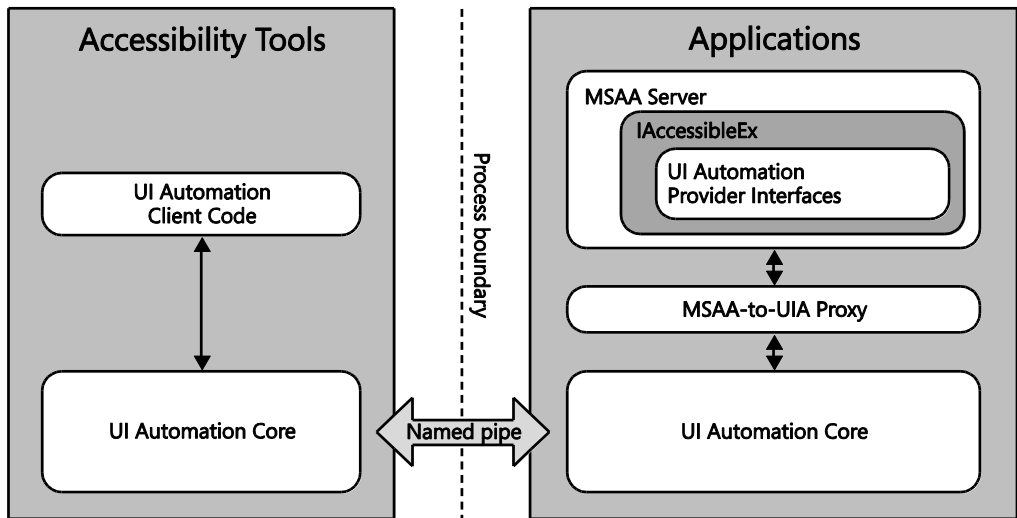 Accessibility Tools
UI Automation
Client Code
UI Automation Core
Process boundary
Named pipe
Applications
MSAA Server
IAccessibleEx
UI Automation
Provider Interfaces
MSAA-to-UIA Proxy
UI Automation Core